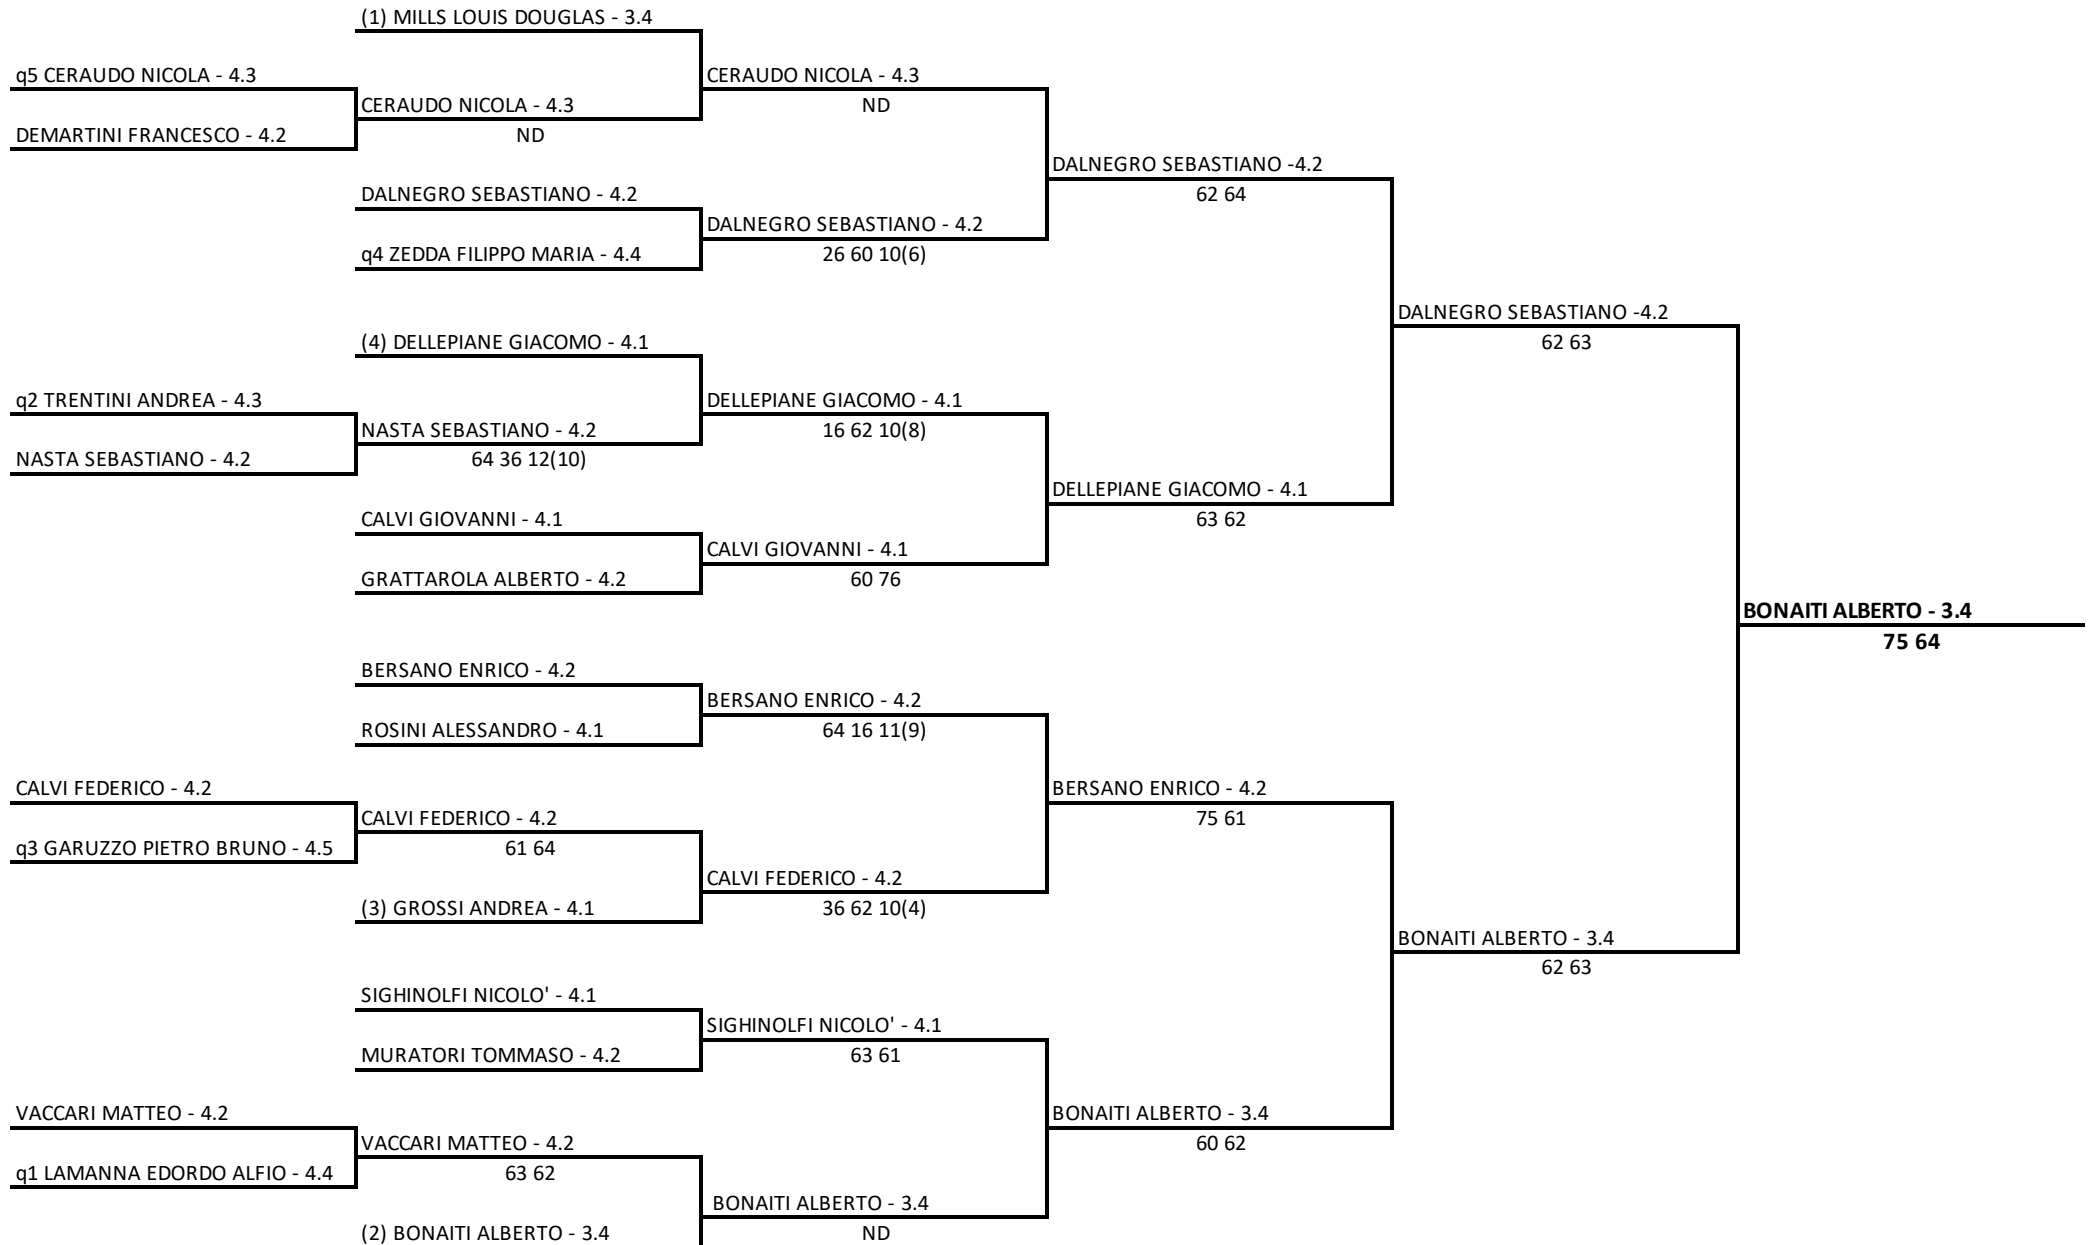 (1) MILLS LOUIS DOUGLAS - 3.4
q5 CERAUDO NICOLA - 4.3
CERAUDO NICOLA - 4.3
CERAUDO NICOLA - 4.3
ND
DEMARTINI FRANCESCO - 4.2
ND
DALNEGRO SEBASTIANO -4.2
DALNEGRO SEBASTIANO - 4.2
62 64
DALNEGRO SEBASTIANO - 4.2
q4 ZEDDA FILIPPO MARIA - 4.4
26 60 10(6)
DALNEGRO SEBASTIANO -4.2
(4) DELLEPIANE GIACOMO - 4.1
62 63
q2 TRENTINI ANDREA - 4.3
DELLEPIANE GIACOMO - 4.1
NASTA SEBASTIANO - 4.2
16 62 10(8)
NASTA SEBASTIANO - 4.2
64 36 12(10)
DELLEPIANE GIACOMO - 4.1
CALVI GIOVANNI - 4.1
63 62
CALVI GIOVANNI - 4.1
GRATTAROLA ALBERTO - 4.2
60 76
BONAITI ALBERTO - 3.4
75 64
BERSANO ENRICO - 4.2
BERSANO ENRICO - 4.2
ROSINI ALESSANDRO - 4.1
64 16 11(9)
CALVI FEDERICO - 4.2
BERSANO ENRICO - 4.2
CALVI FEDERICO - 4.2
75 61
q3 GARUZZO PIETRO BRUNO - 4.5
61 64
CALVI FEDERICO - 4.2
(3) GROSSI ANDREA - 4.1
36 62 10(4)
BONAITI ALBERTO - 3.4
62 63
SIGHINOLFI NICOLO' - 4.1
SIGHINOLFI NICOLO' - 4.1
MURATORI TOMMASO - 4.2
63 61
VACCARI MATTEO - 4.2
BONAITI ALBERTO - 3.4
VACCARI MATTEO - 4.2
60 62
q1 LAMANNA EDORDO ALFIO - 4.4
63 62
BONAITI ALBERTO - 3.4
(2) BONAITI ALBERTO - 3.4
ND